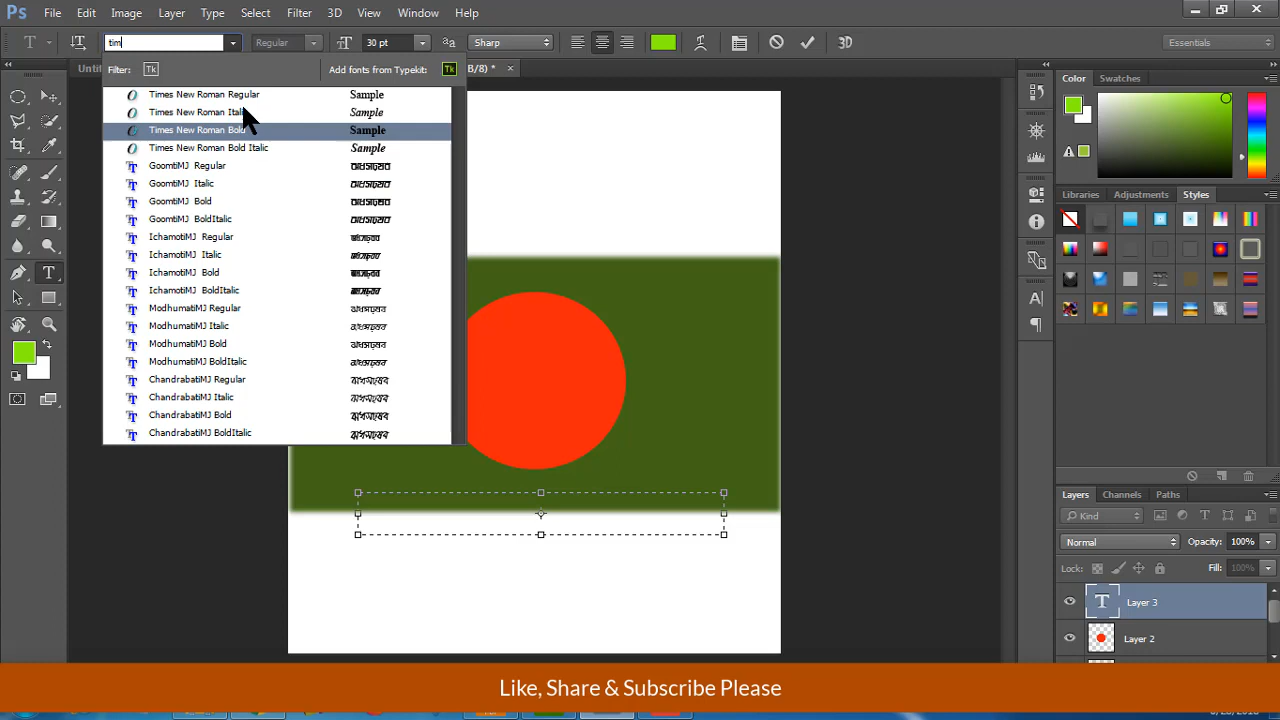 Ps File Edit Image Layer Type Select Filter 3D View Window Help
T tim Regular 30 pt Sharp 3D Essentials
Filter: Tk Add fonts from Typekit: Tk
B/8) * ×
Times New Roman Regular Sample
Times New Roman Sample
Times New Roman Bold Sample
Times New Roman Bold Italic Sample
GoomtiMJ Regular
GoomtiMJ Italic
GoomtiMJ Bold
GoomtiMJ BoldItalic
IchamotiMJ Regular
IchamotiMJ Italic
IchamotiMJ Bold
IchamotiMJ BoldItalic
ModhumatiMJ Regular
ModhumatiMJ Italic
ModhumatiMJ Bold
ModhumatiMJ BoldItalic
ChandrabatiMJ Regular
ChandrabatiMJ Italic
ChandrabatiMJ Bold
ChandrabatiMJ BoldItalic
Color Swatches
Libraries Adjustments Styles
Layers Channels Paths
Kind
Normal Opacity: 100%
Lock: Fill: 100%
Layer 3
Layer 2
Like, Share & Subscribe Please